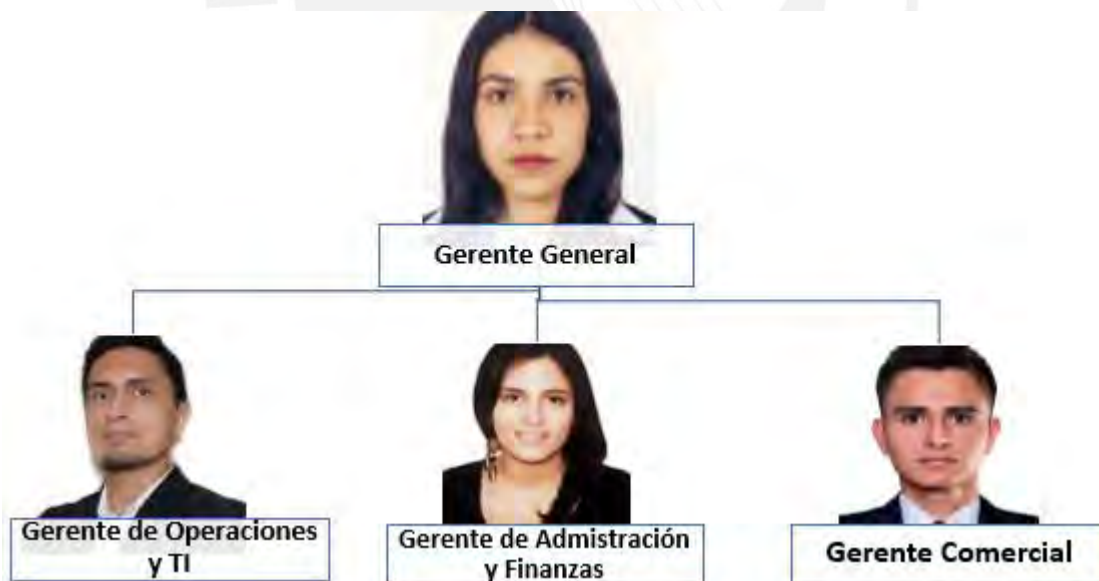 Gerente General
Gerente de Operaciones
y TI
Gerente de Admistración
y Finanzas
Gerente Comercial